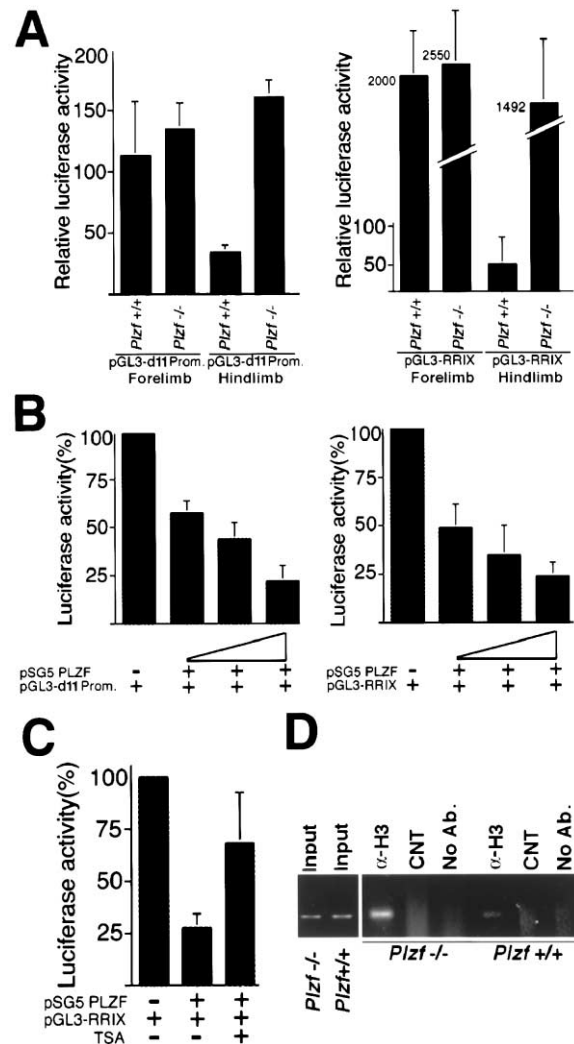 A
Relative luciferase activity
200
150
100
50
Plzf +/+
Plzf -/-
Plzf +/+
Plzf -/-
pGL3-d11Prom. pGL3-d11Prom.
Forelimb Hindlimb
Relative luciferase activity
2000
2550
1492
100
50
Plzf +/+
Plzf -/-
Plzf +/+
Plzf -/-
pGL3-RRIX pGL3-RRIX
Forelimb Hindlimb
B
Luciferase activity(%)
100
75
50
25
pSG5 PLZF - + + +
pGL3-d11 Prom. + + + +
Luciferase activity(%)
100
75
50
25
pSG5 PLZF - + + +
pGL3-RRIX + + + +
C
Luciferase activity(%)
100
75
50
25
pSG5 PLZF - + +
pGL3-RRIX + + +
TSA - - +
D
Input
Input
α-H3
CNT
No Ab.
α-H3
CNT
No Ab.
Plzf -/-
Plzf+/+
Plzf -/- Plzf +/+